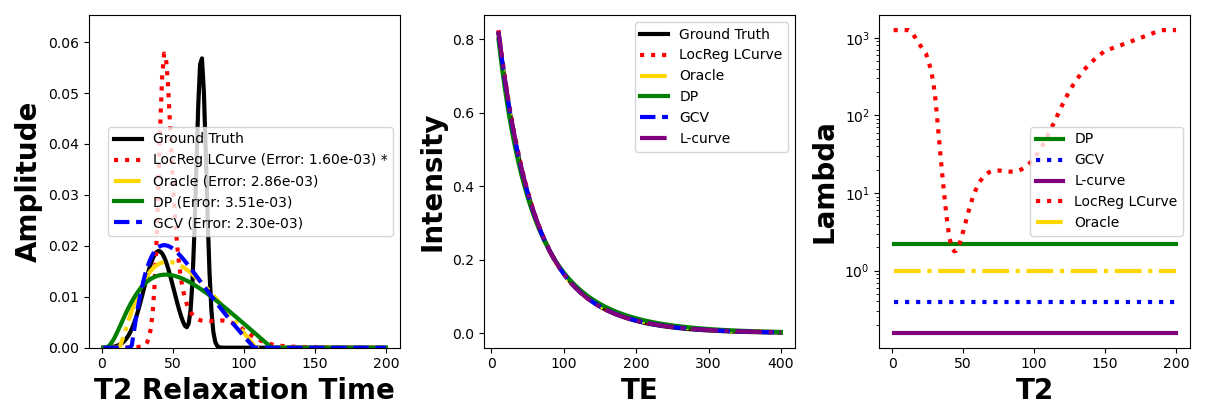 Amplitude
0.06
0.05
0.04
0.03
0.02
0.01
0.00
Ground Truth
LocReg LCurve (Error: 1.60e-03) *
Oracle (Error: 2.86e-03)
DP (Error: 3.51e-03)
GCV (Error: 2.30e-03)
0 50 100 150 200
T2 Relaxation Time
Intensity
0.8
0.6
0.4
0.2
0.0
Ground Truth
LocReg LCurve
Oracle
DP
GCV
L-curve
0 100 200 300 400
TE
Lambda
10³
10²
10¹
10⁰
DP
GCV
L-curve
LocReg LCurve
Oracle
0 50 100 150 200
T2